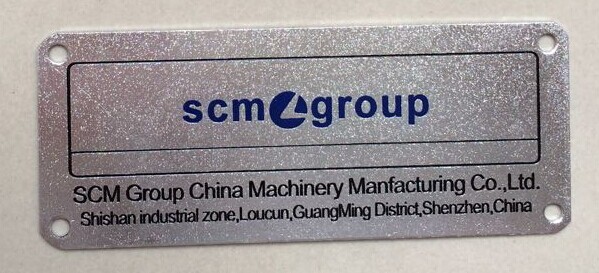 scm group
SCM Group China Machinery Manfacturing Co.,Ltd.
Shishan industrial zone,Loucun,GuangMing District,Shenzhen,China